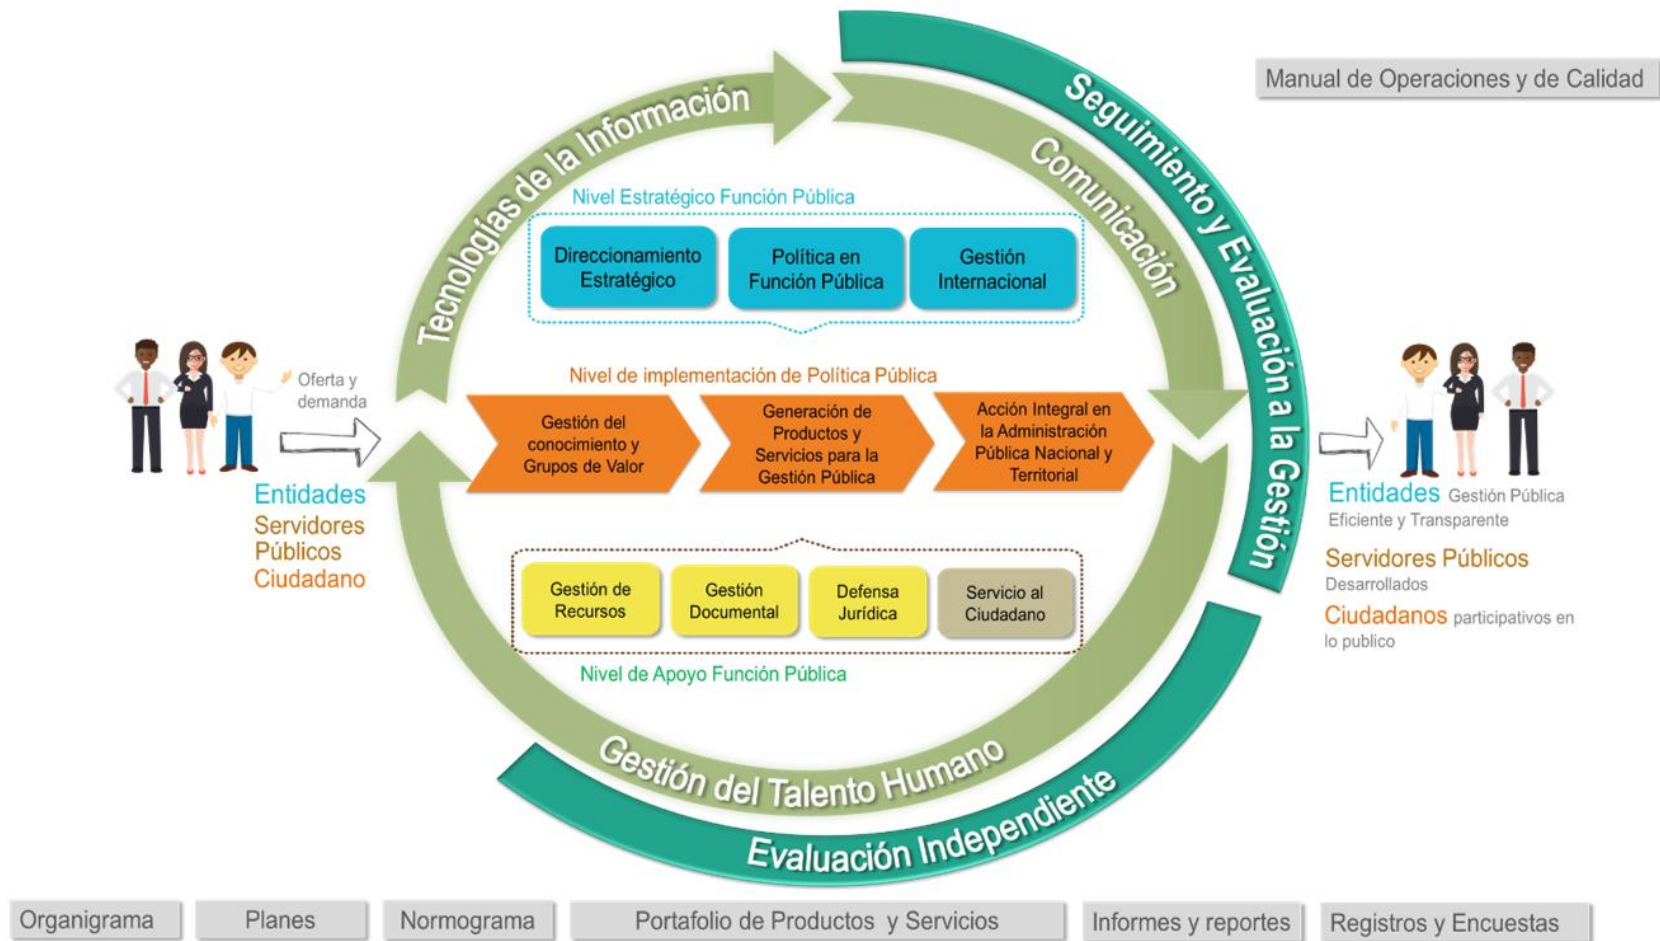 Manual de Operaciones y de Calidad
Tecnologías de la Información
Comunicación
Seguimiento y Evaluación a la Gestión
Nivel Estratégico Función Pública
Direccionamiento
Estratégico
Política en
Función Pública
Gestión
Internacional
Oferta y
demanda
Entidades
Servidores
Públicos
Ciudadano
Nivel de implementación de Política Pública
Gestión del
conocimiento y
Grupos de Valor
Generación de
Productos y
Servicios para la
Gestión Pública
Acción Integral en
la Administración
Pública Nacional y
Territorial
Entidades Gestión Pública
Eficiente y Transparente
Servidores Públicos
Desarrollados
Ciudadanos participativos en
lo publico
Gestión de
Recursos
Gestión
Documental
Defensa
Jurídica
Servicio al
Ciudadano
Nivel de Apoyo Función Pública
Gestión del Talento Humano
Evaluación Independiente
Organigrama
Planes
Normograma
Portafolio de Productos y Servicios
Informes y reportes
Registros y Encuestas